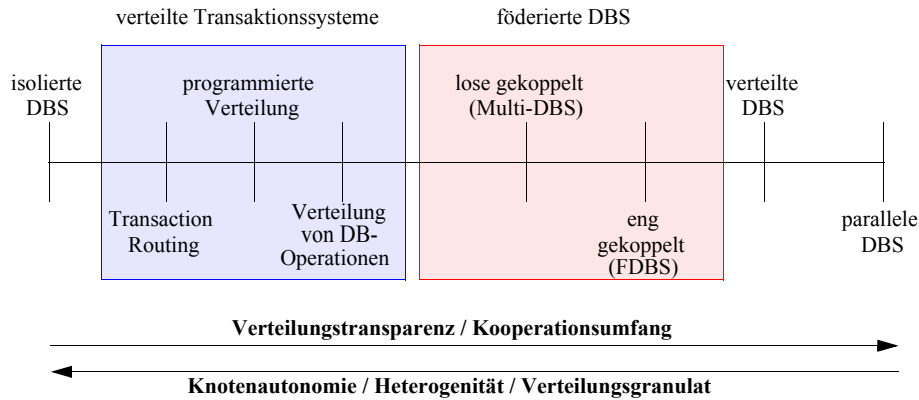 verteilte Transaktionssysteme
föderierte DBS
isolierte
DBS
programmierte
Verteilung
lose gekoppelt
(Multi-DBS)
verteilte
DBS
Transaction
Routing
Verteilung
von DB-
Operationen
eng
gekoppelt
(FDBS)
parallele
DBS
Verteilungstransparenz / Kooperationsumfang
Knotenautonomie / Heterogenität / Verteilungsgranulat